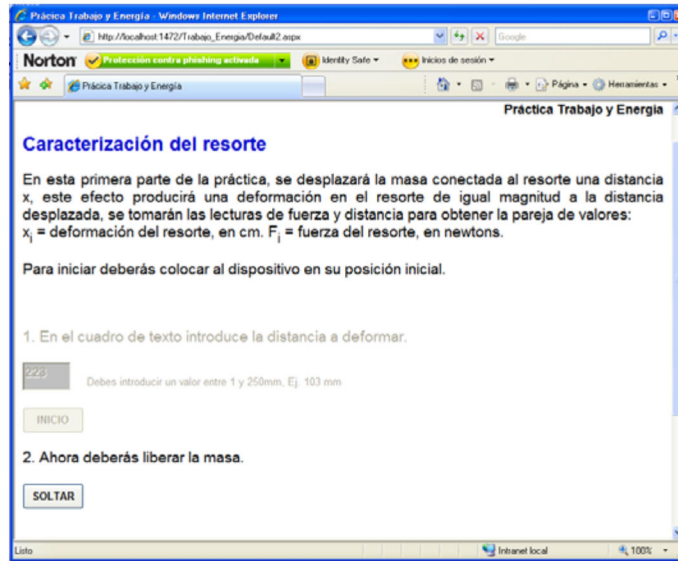 Prácica Trabajo y Energía - Windows Internet Explorer
http://localhost:1472/Trabajo_Energia/Default2.aspx
Google
Norton
Protección contra phishing activada
Identity Safe
Inicios de sesión
Prácica Trabajo y Energía
Página
Herramientas
Práctica Trabajo y Energía
Caracterización del resorte
En esta primera parte de la práctica, se desplazará la masa conectada al resorte una distancia
x, este efecto producirá una deformación en el resorte de igual magnitud a la distancia
desplazada, se tomarán las lecturas de fuerza y distancia para obtener la pareja de valores:
xi = deformación del resorte, en cm. Fi = fuerza del resorte, en newtons.
Para iniciar deberás colocar al dispositivo en su posición inicial.
1. En el cuadro de texto introduce la distancia a deformar.
223
Debes introducir un valor entre 1 y 250mm, Ej. 103 mm
INICIO
2. Ahora deberás liberar la masa.
SOLTAR
Listo
Intranet local
100%